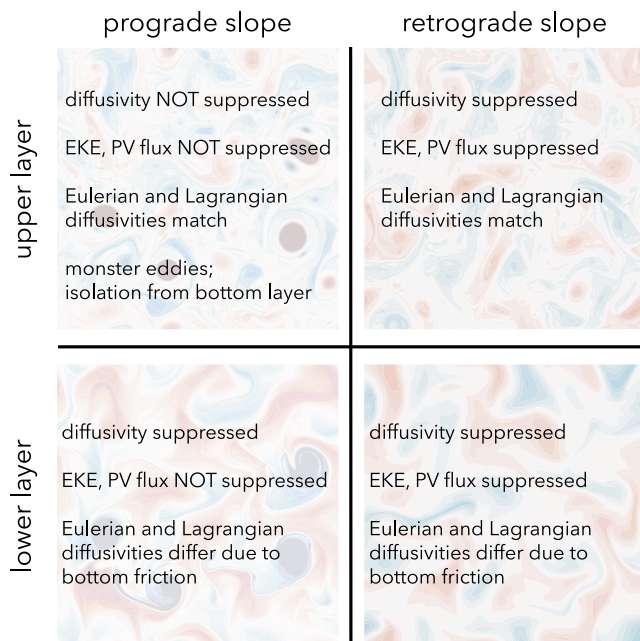 prograde slope
retrograde slope
upper layer
diffusivity NOT suppressed
EKE, PV flux NOT suppressed
Eulerian and Lagrangian
diffusivities match
monster eddies;
isolation from bottom layer
diffusivity suppressed
EKE, PV flux suppressed
Eulerian and Lagrangian
diffusivities match
lower layer
diffusivity suppressed
EKE, PV flux NOT suppressed
Eulerian and Lagrangian
diffusivities differ due to
bottom friction
diffusivity suppressed
EKE, PV flux suppressed
Eulerian and Lagrangian
diffusivities differ due to
bottom friction